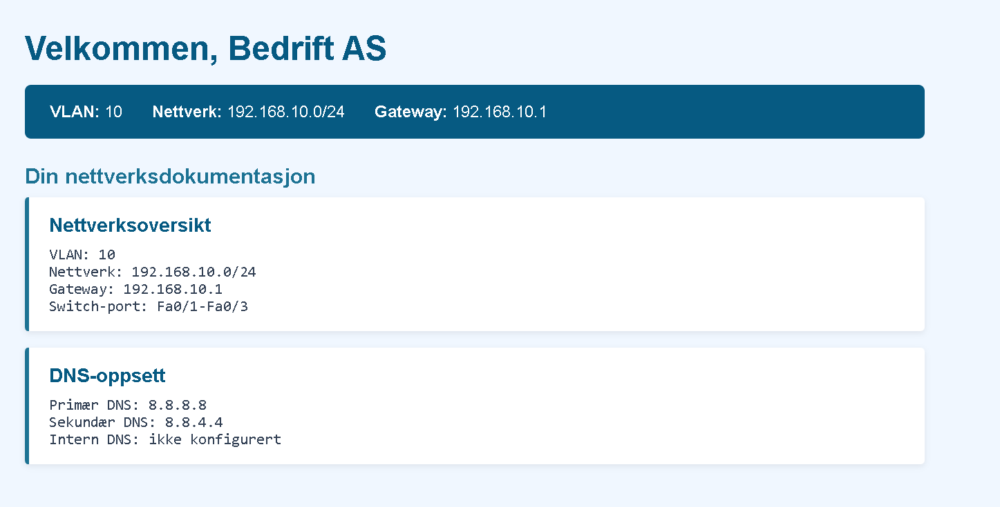 Velkommen, Bedrift AS
VLAN: 10 Nettverk: 192.168.10.0/24 Gateway: 192.168.10.1
Din nettverksdokumentasjon
Nettverksoversikt
VLAN: 10
Nettverk: 192.168.10.0/24
Gateway: 192.168.10.1
Switch-port: Fa0/1-Fa0/3
DNS-oppsett
Primær DNS: 8.8.8.8
Sekundær DNS: 8.8.4.4
Intern DNS: ikke konfigurert